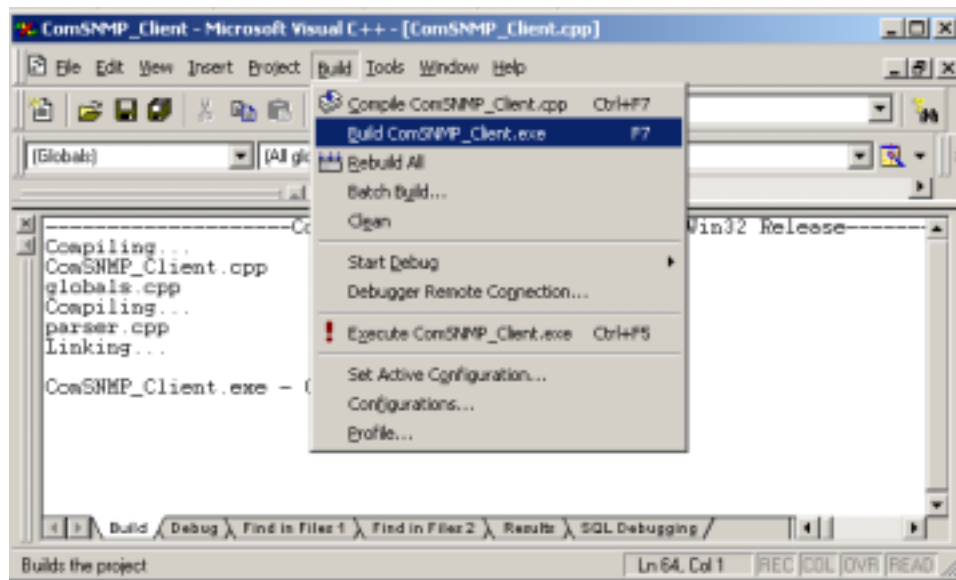 ComSNMP_Client - Microsoft Visual C++ - [ComSNMP_Client.cpp]
File Edit View Insert Project Build Tools Window Help
(Globals)
(All glo
Compile ComSNMP_Client.cpp Ctrl+F7
Build ComSNMP_Client.exe F7
Rebuild All
Batch Build...
Clean
Start Debug
Debugger Remote Connection...
Execute ComSNMP_Client.exe Ctrl+F5
Set Active Configuration...
Configurations...
Profile...
--------------------Co
Win32 Release--------
Compiling...
ComSNMP_Client.cpp
globals.cpp
Compiling...
parser.cpp
Linking...
ComSNMP_Client.exe -
Build Debug Find in Files 1 Find in Files 2 Results SQL Debugging
Builds the project
Ln 64, Col 1 REC COL OVR READ